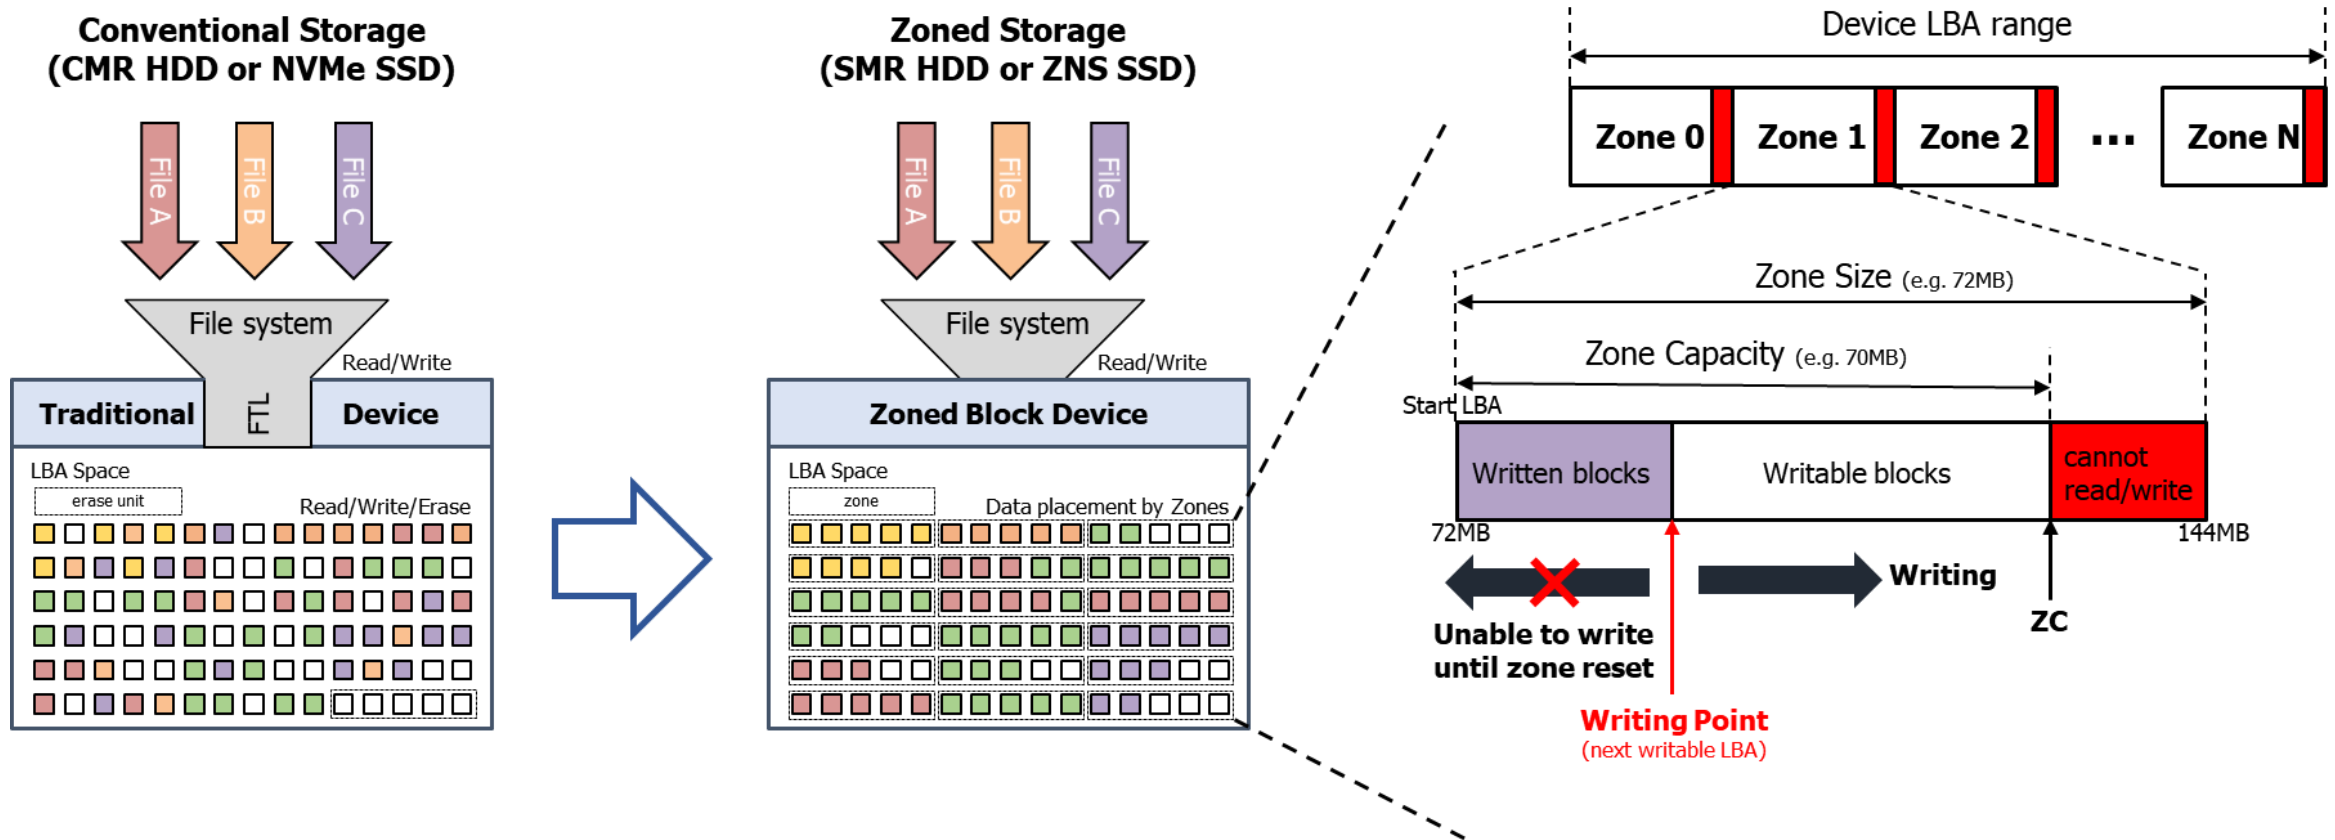 Conventional Storage
(CMR HDD or NVMe SSD)
File A
File B
File C
File system
Read/Write
Traditional
FTL
Device
LBA Space
erase unit
Read/Write/Erase
Zoned Storage
(SMR HDD or ZNS SSD)
File A
File B
File C
File system
Read/Write
Zoned Block Device
LBA Space
zone
Data placement by Zones
Device LBA range
Zone 0
Zone 1
Zone 2
...
Zone N
Zone Size (e.g. 72MB)
Zone Capacity (e.g. 70MB)
Start LBA
Written blocks
Writable blocks
cannot
read/write
72MB
144MB
Writing
ZC
Unable to write
until zone reset
Writing Point
(next writable LBA)